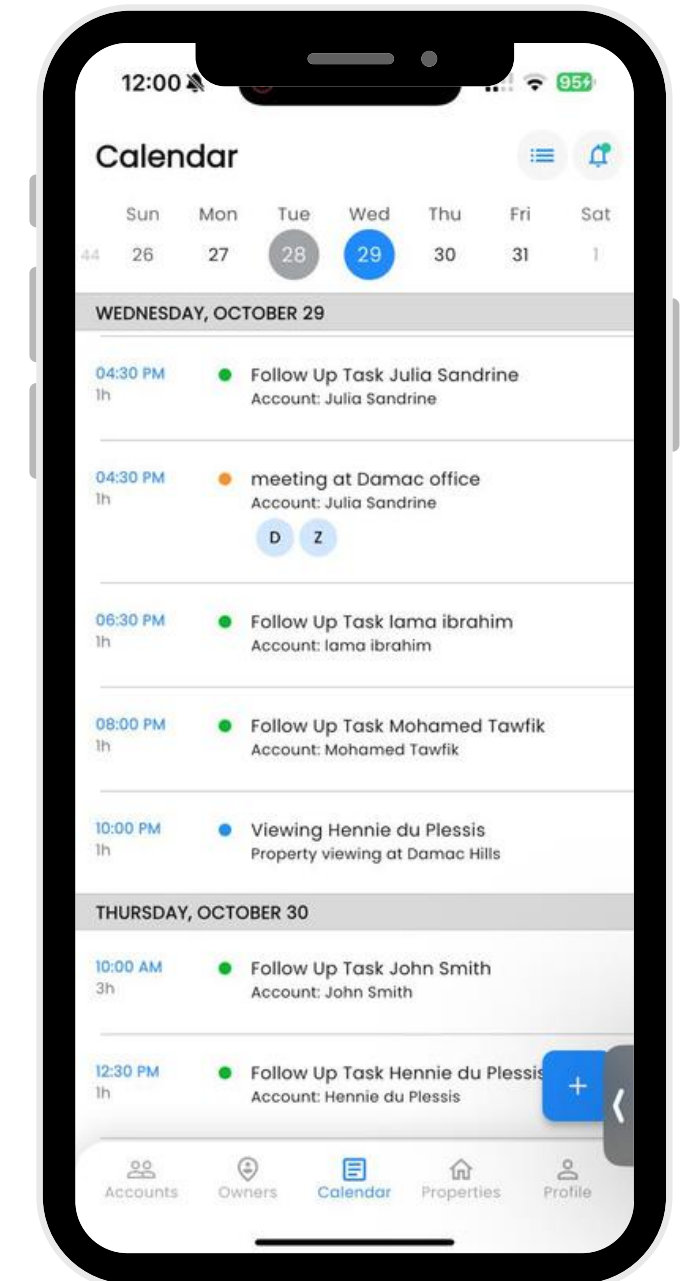 12:00
95
Calendar
Sun Mon Tue Wed Thu Fri Sat
44 26 27 28 29 30 31 1
WEDNESDAY, OCTOBER 29
04:30 PM Follow Up Task Julia Sandrine
1h Account: Julia Sandrine
04:30 PM meeting at Damac office
1h Account: Julia Sandrine
D Z
06:30 PM Follow Up Task lama ibrahim
1h Account: lama ibrahim
08:00 PM Follow Up Task Mohamed Tawfik
1h Account: Mohamed Tawfik
10:00 PM Viewing Hennie du Plessis
1h Property viewing at Damac Hills
THURSDAY, OCTOBER 30
10:00 AM Follow Up Task John Smith
3h Account: John Smith
12:30 PM Follow Up Task Hennie du Plessis
1h Account: Hennie du Plessis
+
Accounts Owners Calendar Properties Profile